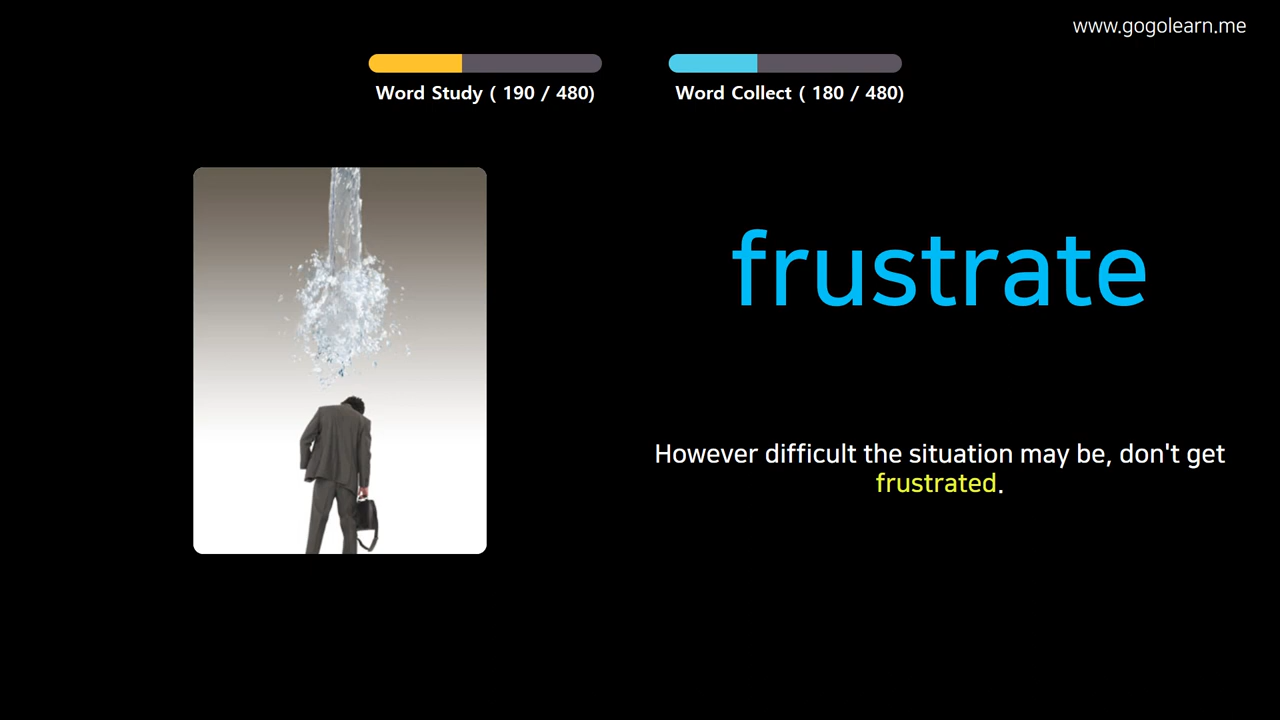 www.gogolearn.me
Word Study ( 190 / 480)
Word Collect ( 180 / 480)
frustrate
However difficult the situation may be, don't get
frustrated.